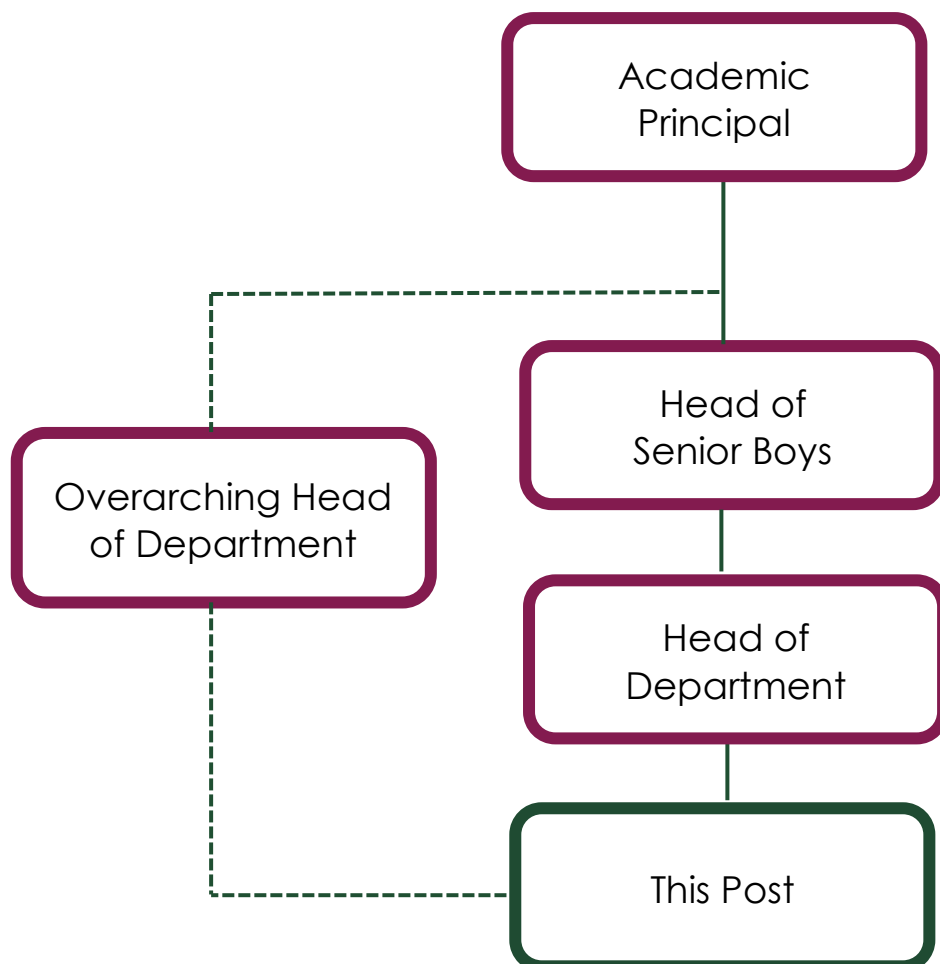 Academic
Principal
Head of
Senior Boys
Overarching Head
of Department
Head of
Department
This Post